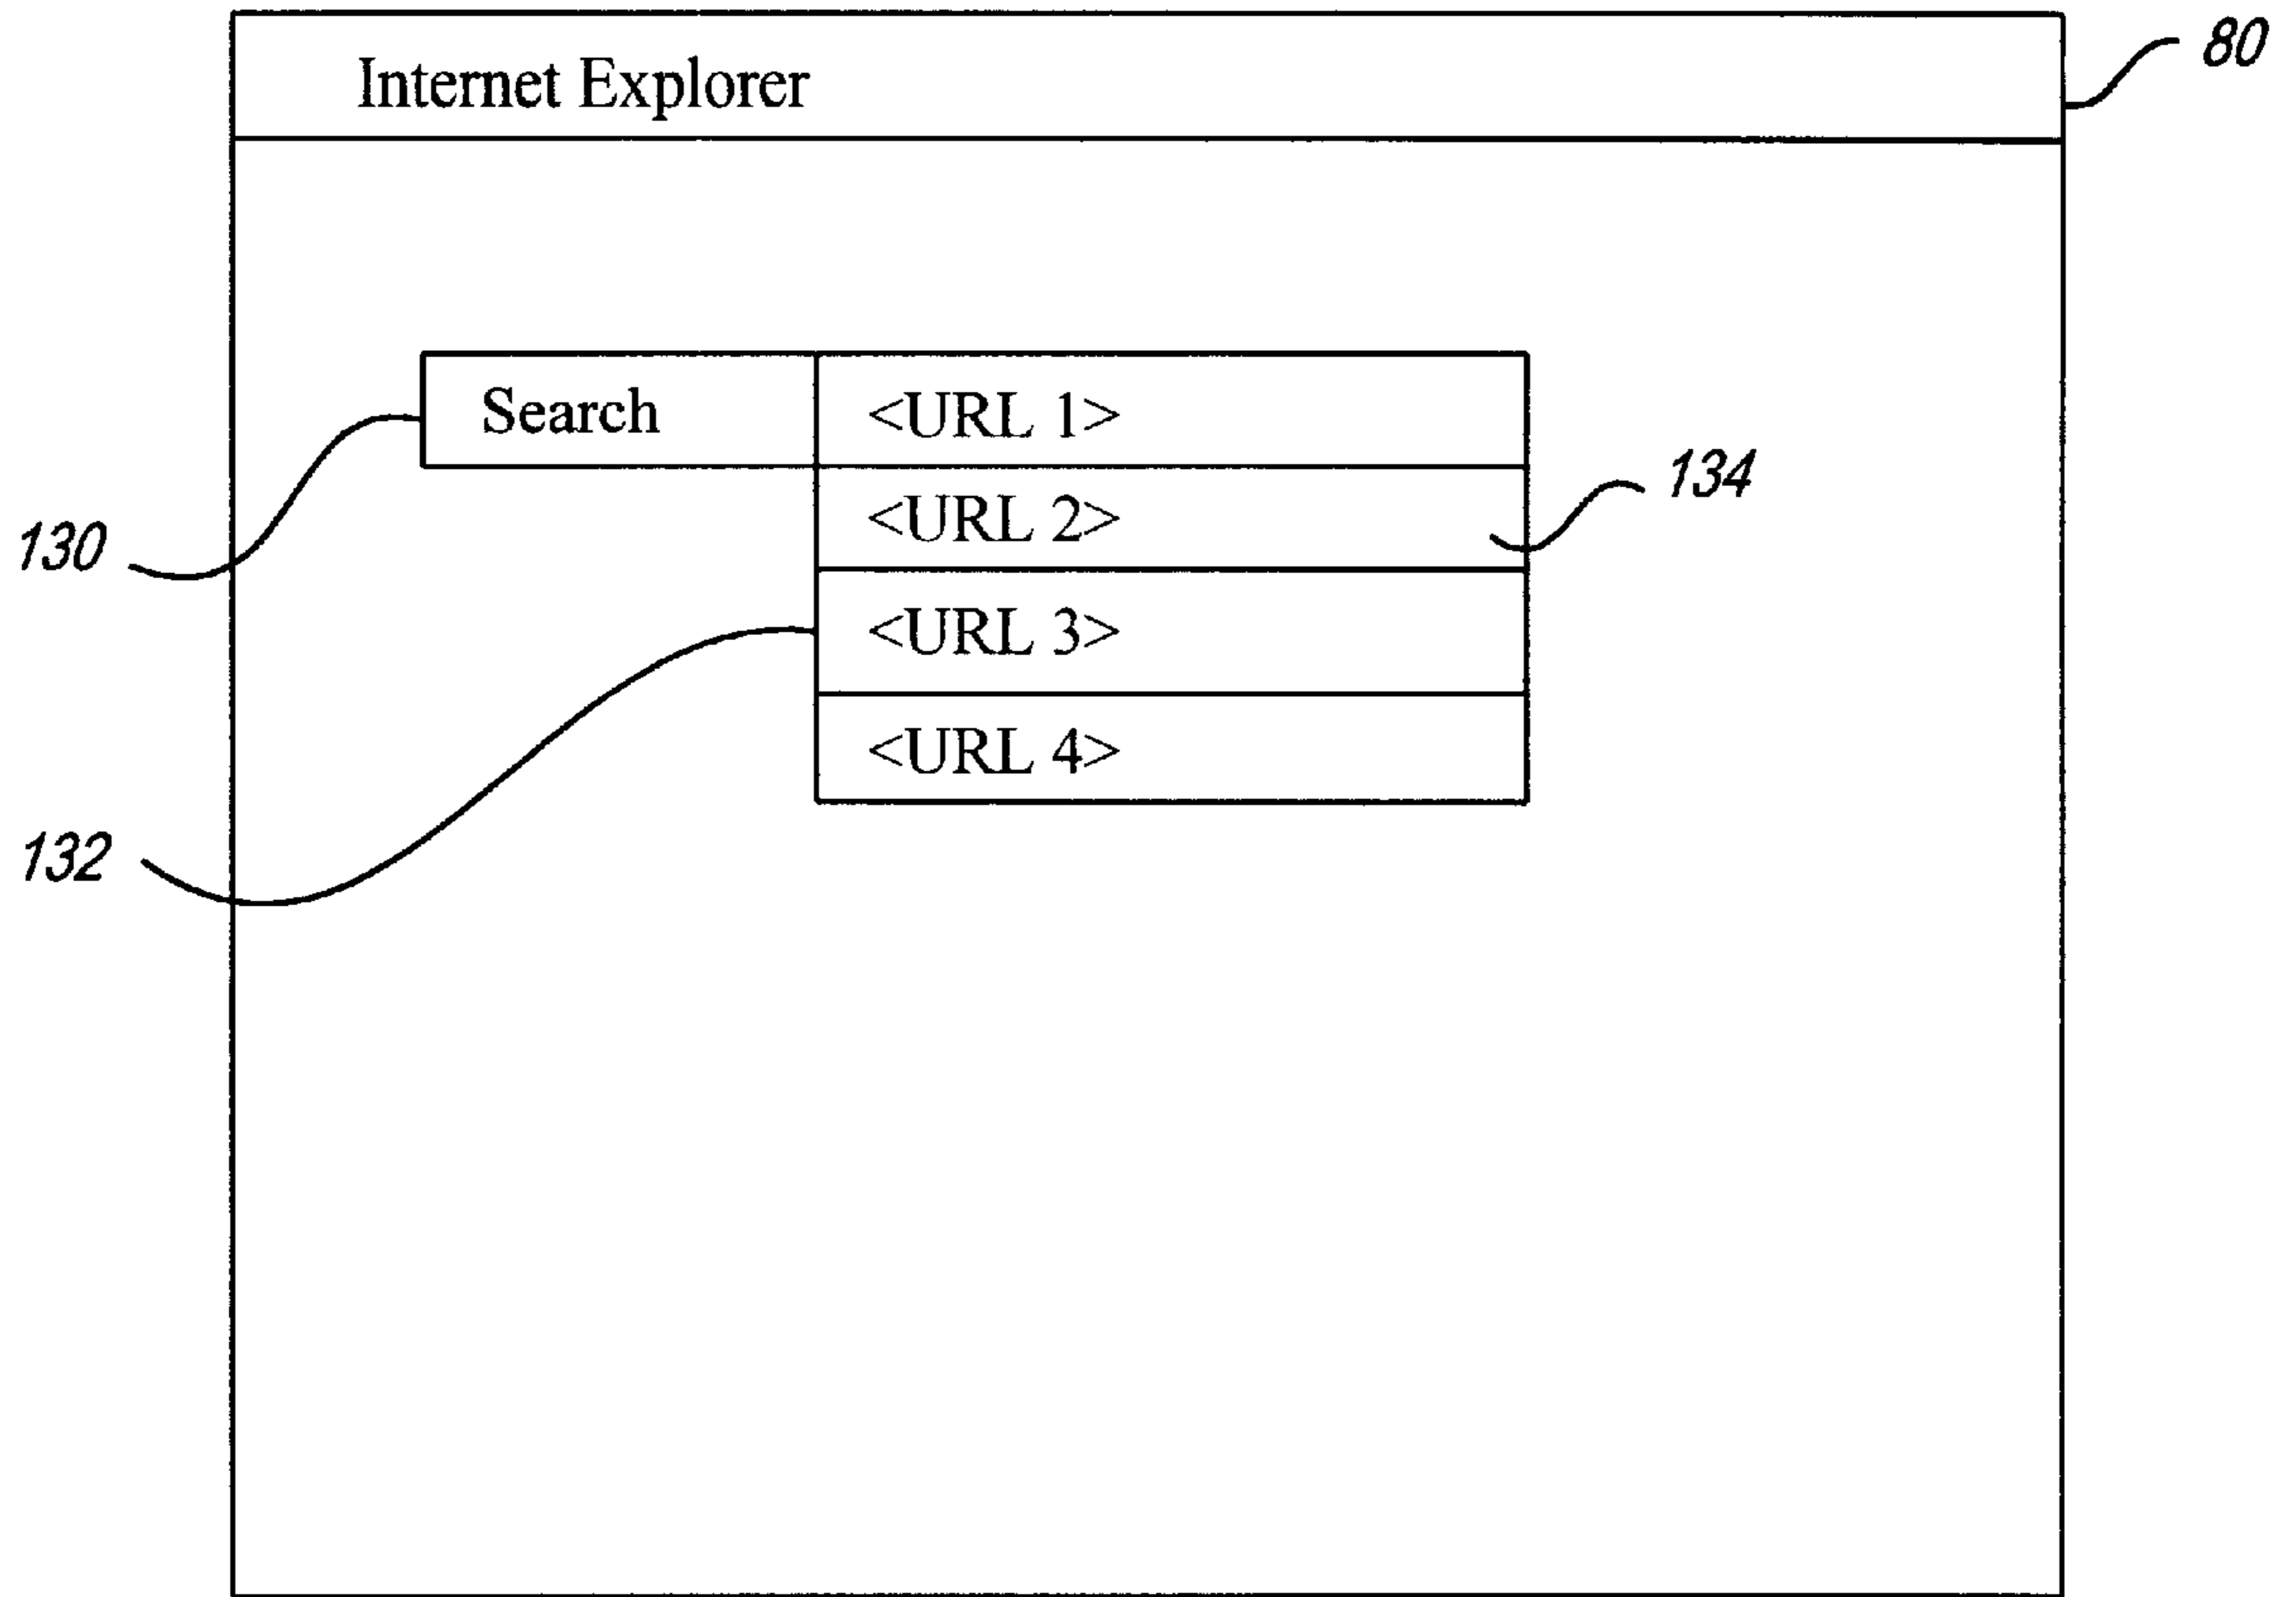 80
Internet Explorer
Search <URL 1>
<URL 2> 134
130
<URL 3>
<URL 4>
132